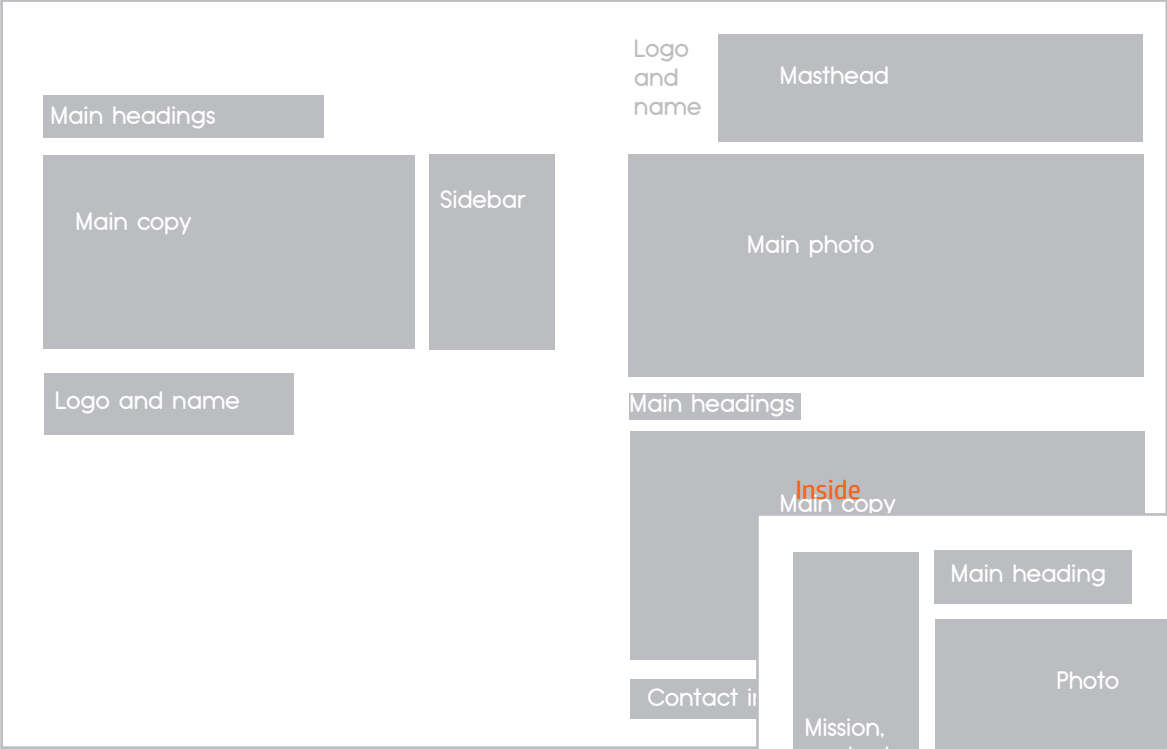 Main headings
Main copy
Sidebar
Logo and name
Logo
and
name
Masthead
Main photo
Main headings
Inside
Main copy
Contact
Main heading
Photo
Mission,